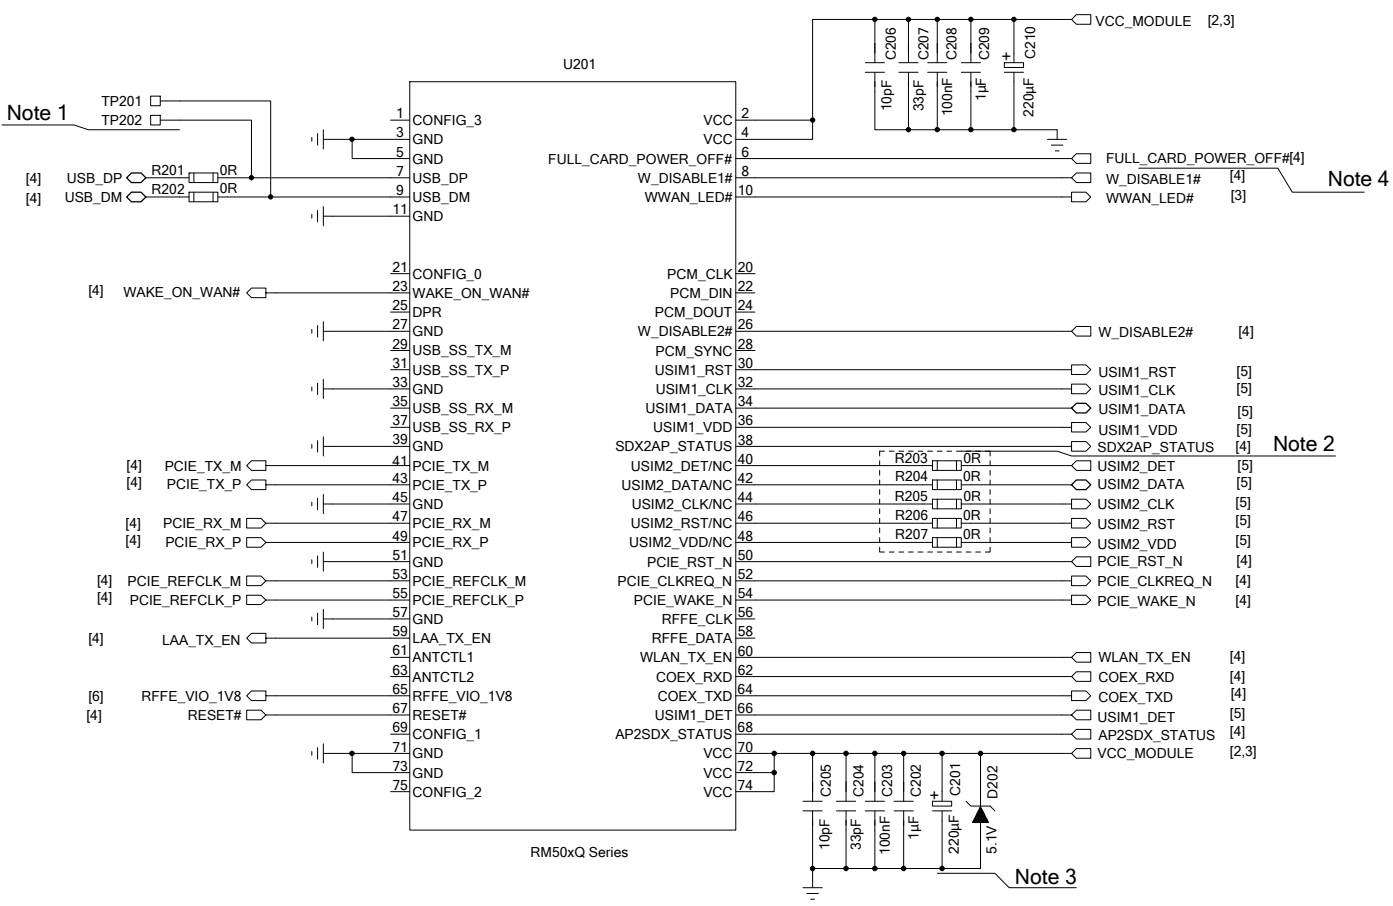 VCC_MODULE [2,3]
C206 C207 C208 C209 C210
10pF 33pF 100nF 1µF + 220µF
U201
Note 1
TP201
TP202
1 CONFIG_3 VCC 2
3 GND VCC 4
5 GND FULL_CARD_POWER_OFF# 6 FULL_CARD_POWER_OFF#[4]
[4] USB_DP R201 0R 7 USB_DP W_DISABLE1# 8 W_DISABLE1# [4]
Note 4
[4] USB_DM R202 0R 9 USB_DM WWAN_LED# 10 WWAN_LED# [3]
11 GND
21 CONFIG_0 PCM_CLK 20
[4] WAKE_ON_WAN# 23 WAKE_ON_WAN# PCM_DIN 22
25 DPR PCM_DOUT 24
27 GND W_DISABLE2# 26 W_DISABLE2# [4]
29 USB_SS_TX_M PCM_SYNC 28
31 USB_SS_TX_P USIM1_RST 30 USIM1_RST [5]
33 GND USIM1_CLK 32 USIM1_CLK [5]
35 USB_SS_RX_M USIM1_DATA 34 USIM1_DATA [5]
37 USB_SS_RX_P USIM1_VDD 36 USIM1_VDD [5]
39 GND SDX2AP_STATUS 38 SDX2AP_STATUS [4]
Note 2
[4] PCIE_TX_M 41 PCIE_TX_M USIM2_DET/NC 40 R203 0R USIM2_DET [5]
[4] PCIE_TX_P 43 PCIE_TX_P USIM2_DATA/NC 42 R204 0R USIM2_DATA [5]
45 GND USIM2_CLK/NC 44 R205 0R USIM2_CLK [5]
[4] PCIE_RX_M 47 PCIE_RX_M USIM2_RST/NC 46 R206 0R USIM2_RST [5]
[4] PCIE_RX_P 49 PCIE_RX_P USIM2_VDD/NC 48 R207 0R USIM2_VDD [5]
51 GND PCIE_RST_N 50 PCIE_RST_N [4]
[4] PCIE_REFCLK_M 53 PCIE_REFCLK_M PCIE_CLKREQ_N 52 PCIE_CLKREQ_N [4]
[4] PCIE_REFCLK_P 55 PCIE_REFCLK_P PCIE_WAKE_N 54 PCIE_WAKE_N [4]
57 GND RFFE_CLK 56
[4] LAA_TX_EN 59 LAA_TX_EN RFFE_DATA 58
61 ANTCTL1 WLAN_TX_EN 60 WLAN_TX_EN [4]
63 ANTCTL2 COEX_RXD 62 COEX_RXD [4]
[6] RFFE_VIO_1V8 65 RFFE_VIO_1V8 COEX_TXD 64 COEX_TXD [4]
[4] RESET# 67 RESET# USIM1_DET 66 USIM1_DET [5]
69 CONFIG_1 AP2SDX_STATUS 68 AP2SDX_STATUS [4]
71 GND VCC 70 VCC_MODULE [2,3]
73 GND VCC 72
75 CONFIG_2 VCC 74
C205 C204 C203 C202 C201 D202
10pF 33pF 100nF 1µF + 220µF 5.1V
RM50xQ Series
Note 3